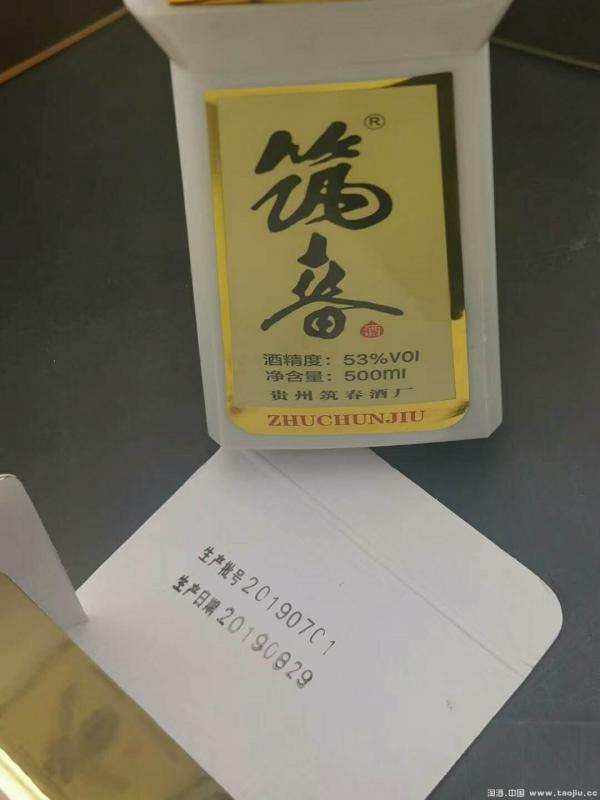 ®
筑春
酒
酒精度：53%VOl
净含量：500ml
贵州筑春酒厂
ZHUCHUNJIU
生产批号20190701
生产日期20190829
淘酒.中国 www.taojiu.cc